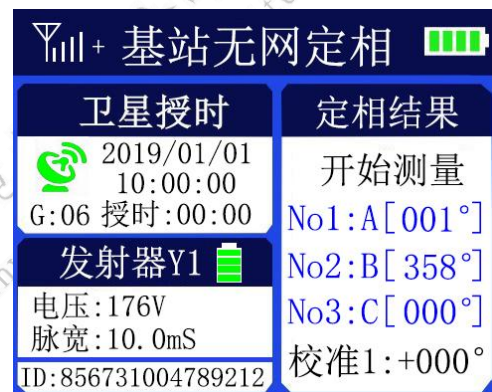 基站无网定相
卫星授时
2019/01/01
10:00:00
G:06 授时:00:00
发射器Y1
电压:176V
脉宽:10.0mS
ID:856731004789212
定相结果
开始测量
No1:A[001°]
No2:B[358°]
No3:C[000°]
校准1:+000°